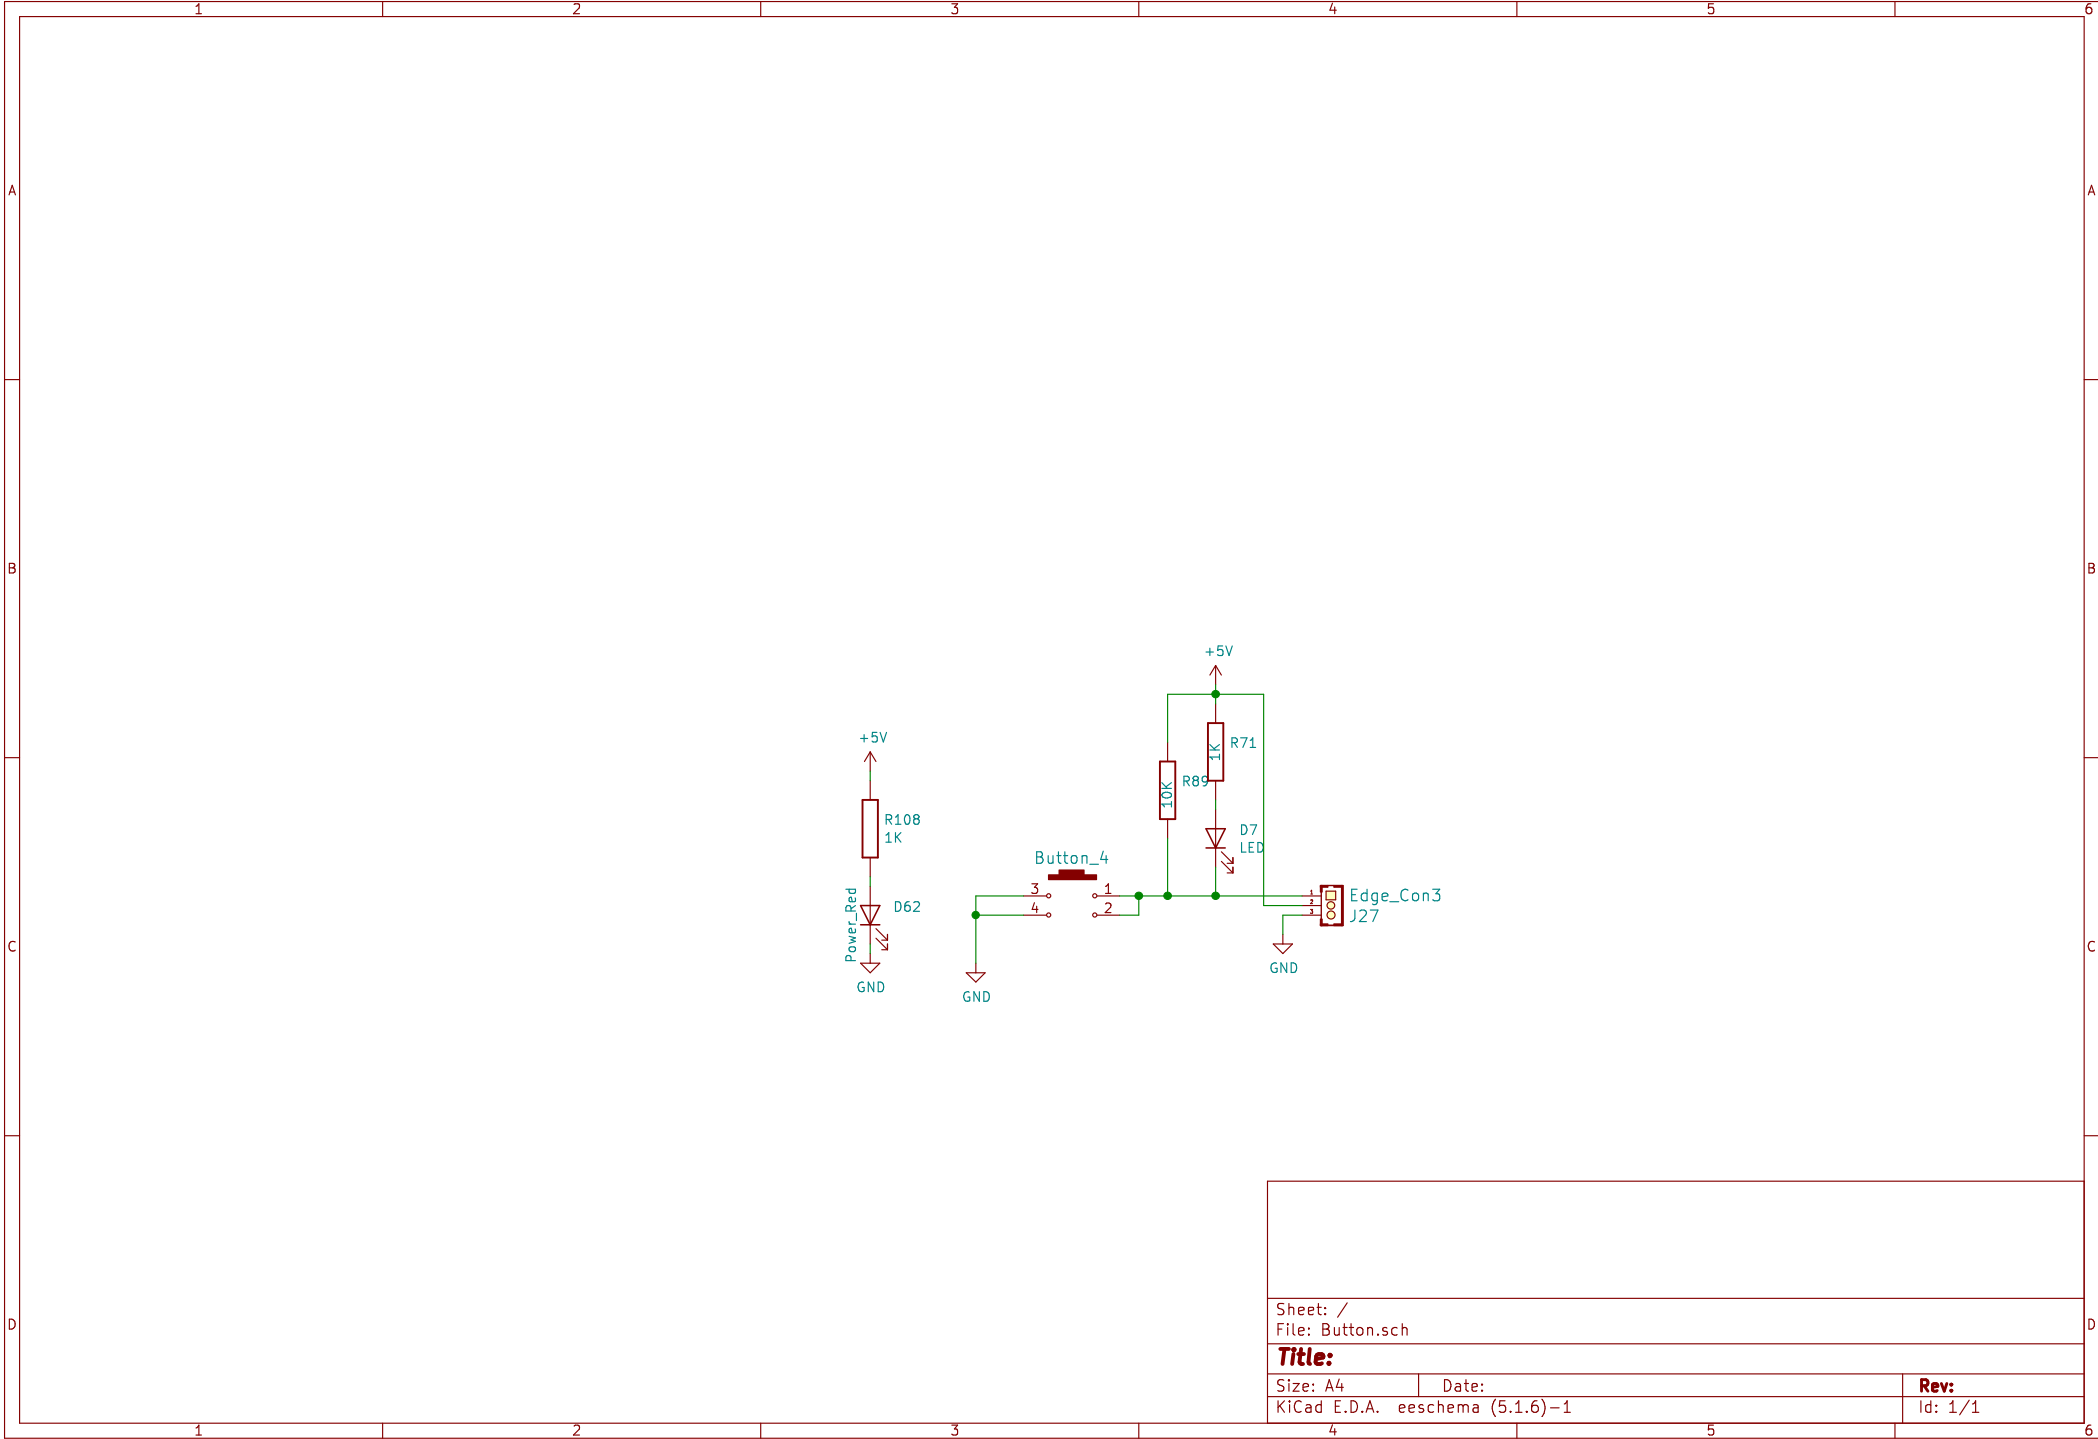 1 2 3 4 5 6
A A
B B
C C
D D
+5V
R71
1K
R89
10K
+5V
R108
1K
D7
LED
Button_4
3 1
4 2
Power_Red
D62
GND
GND
1
2
3
Edge_Con3
J27
GND
Sheet: /
File: Button.sch
Title:
Size: A4 Date: Rev:
KiCad E.D.A. eeschema (5.1.6)-1 Id: 1/1
1 2 3 4 5 6